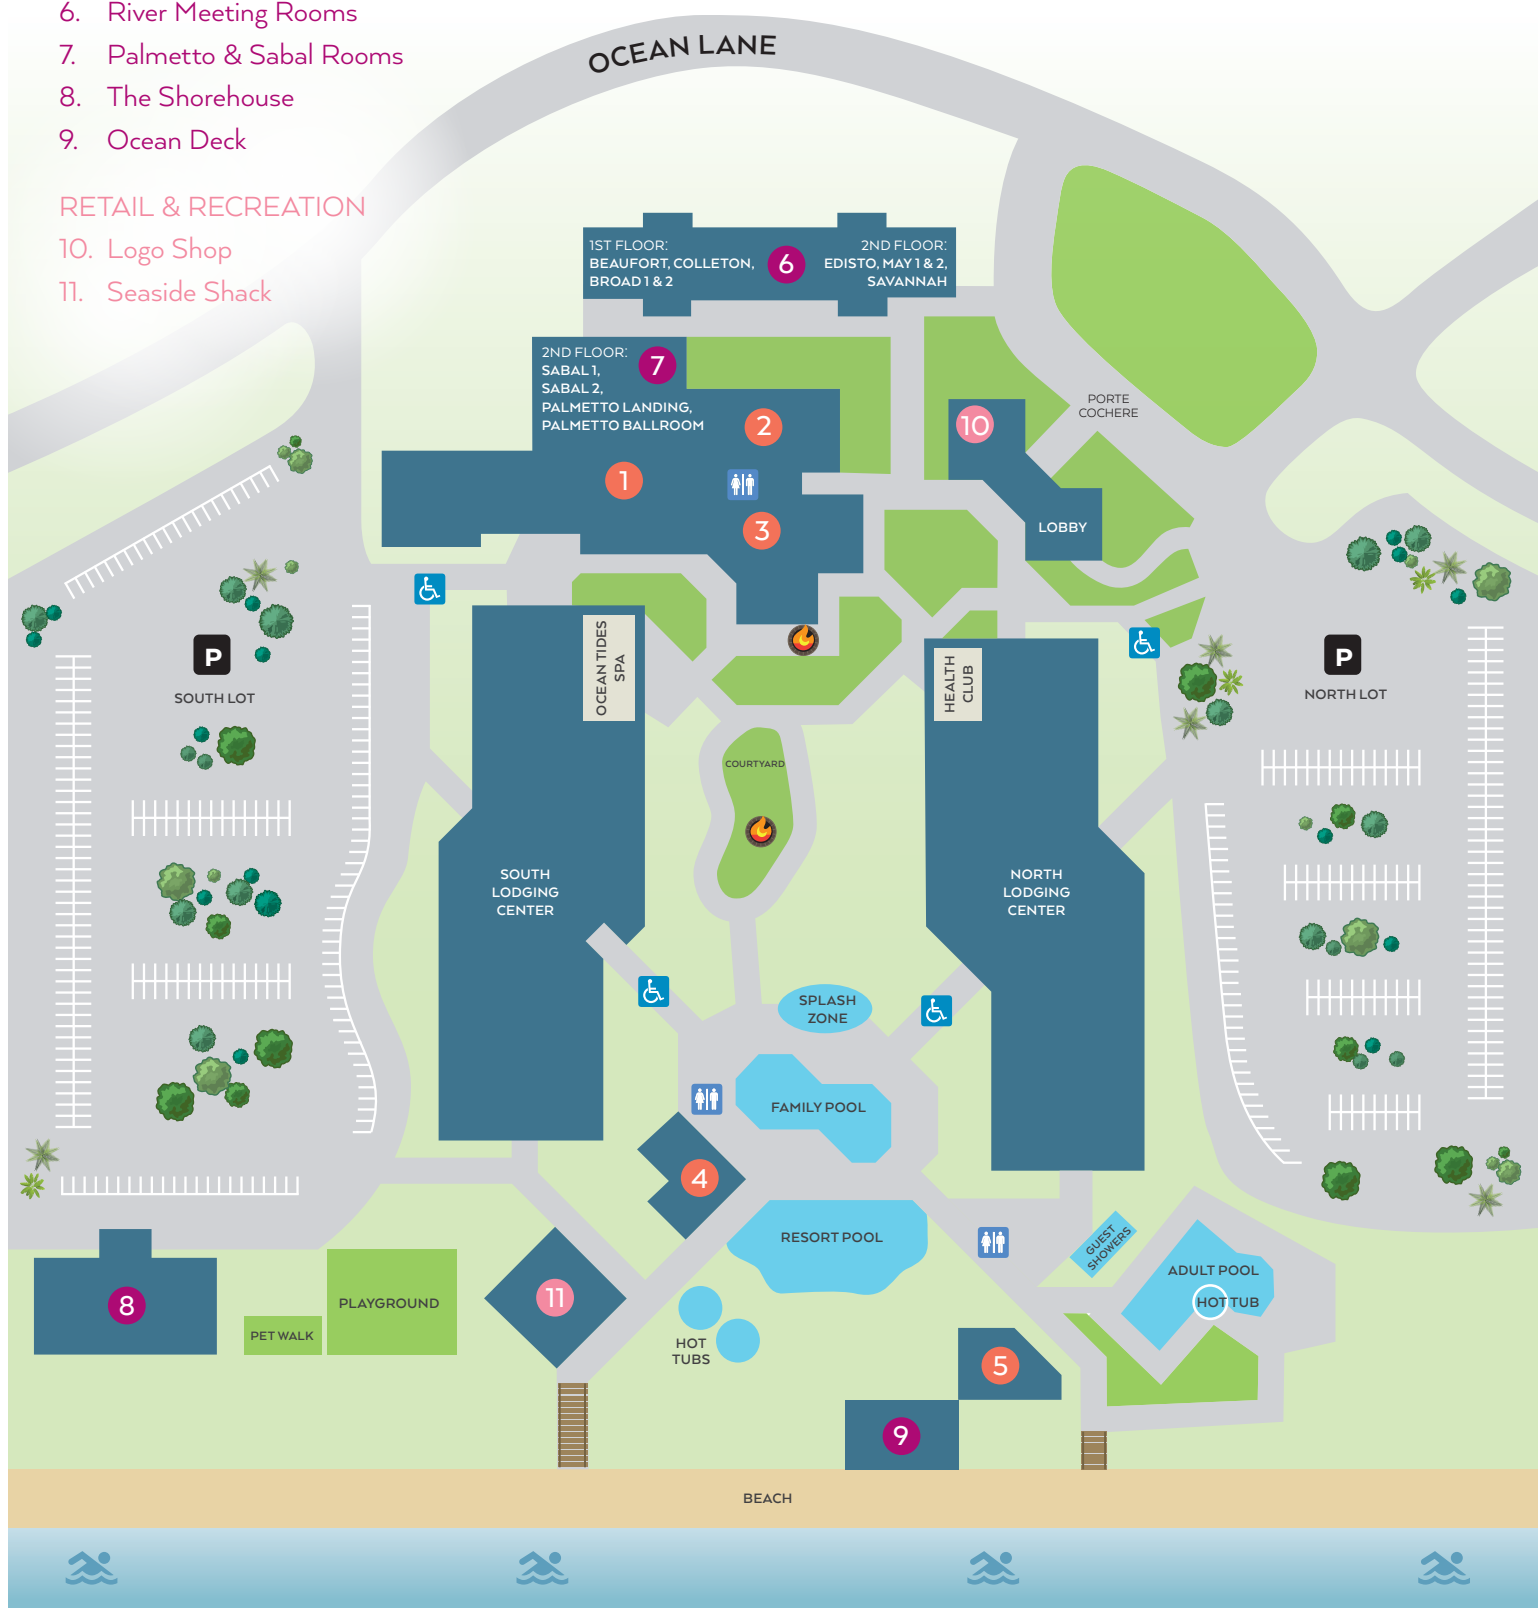 6. River Meeting Rooms
7. Palmetto & Sabal Rooms
8. The Shorehouse
9. Ocean Deck
RETAIL & RECREATION
10. Logo Shop
11. Seaside Shack
OCEAN LANE
1ST FLOOR:
BEAUFORT, COLLETON,
BROAD 1 & 2
6
2ND FLOOR:
EDISTO, MAY 1 & 2,
SAVANNAH
2ND FLOOR:
SABAL 1,
SABAL 2,
PALMETTO LANDING,
PALMETTO BALLROOM
7
2
1
3
10
PORTE
COCHERE
LOBBY
P
SOUTH LOT
OCEAN TIDES
SPA
HEALTH
CLUB
P
NORTH LOT
COURTYARD
SOUTH
LODGING
CENTER
NORTH
LODGING
CENTER
SPLASH
ZONE
FAMILY POOL
4
RESORT POOL
GUEST
SHOWERS
ADULT POOL
HOT TUB
8
PET WALK
PLAYGROUND
11
HOT
TUBS
5
9
BEACH